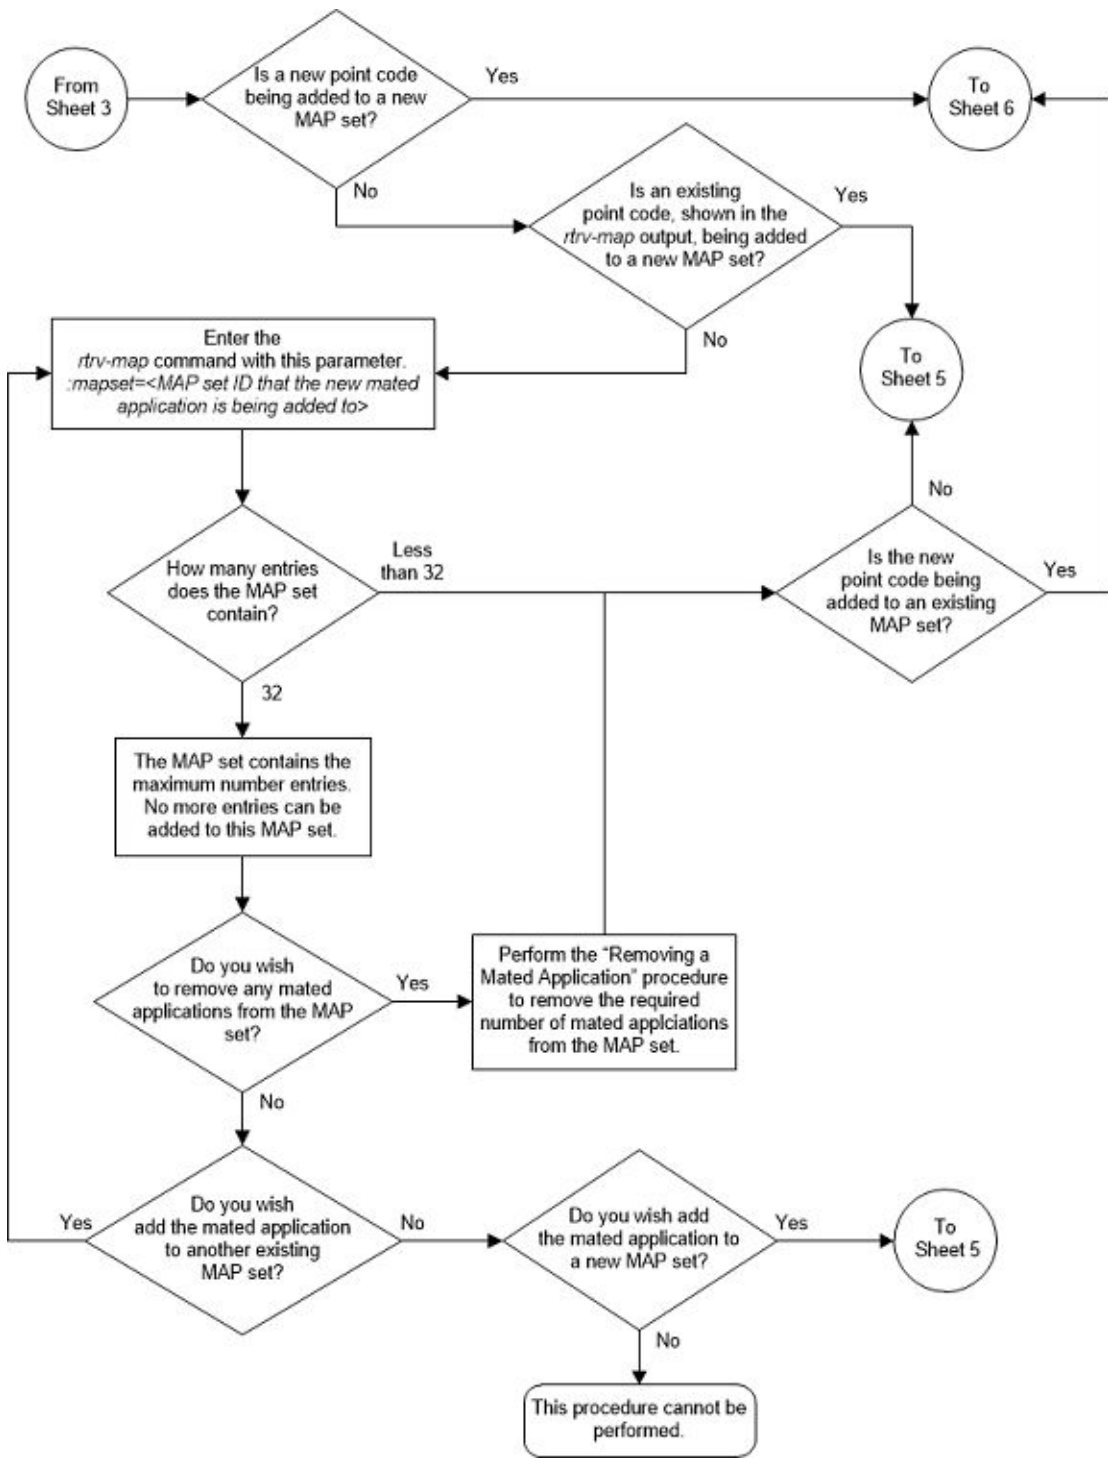 From
Sheet 3
Is a new point code
being added to a new
MAP set?
Yes
To
Sheet 6
No
Is an existing
point code, shown in the
rtrv-map output, being added
to a new MAP set?
Yes
No
To
Sheet 5
Enter the
rtrv-map command with this parameter.
:mapset=<MAP set ID that the new mated
application is being added to>
How many entries
does the MAP set
contain?
Less
than 32
No
Is the new
point code being
added to an existing
MAP set?
Yes
32
The MAP set contains the
maximum number entries.
No more entries can be
added to this MAP set.
Do you wish
to remove any mated
applications from the MAP
set?
Yes
Perform the “Removing a
Mated Application” procedure
to remove the required
number of mated applciations
from the MAP set.
No
Yes
Do you wish
add the mated application
to another existing
MAP set?
No
Do you wish add
the mated application to
a new MAP set?
Yes
To
Sheet 5
No
This procedure cannot be
performed.